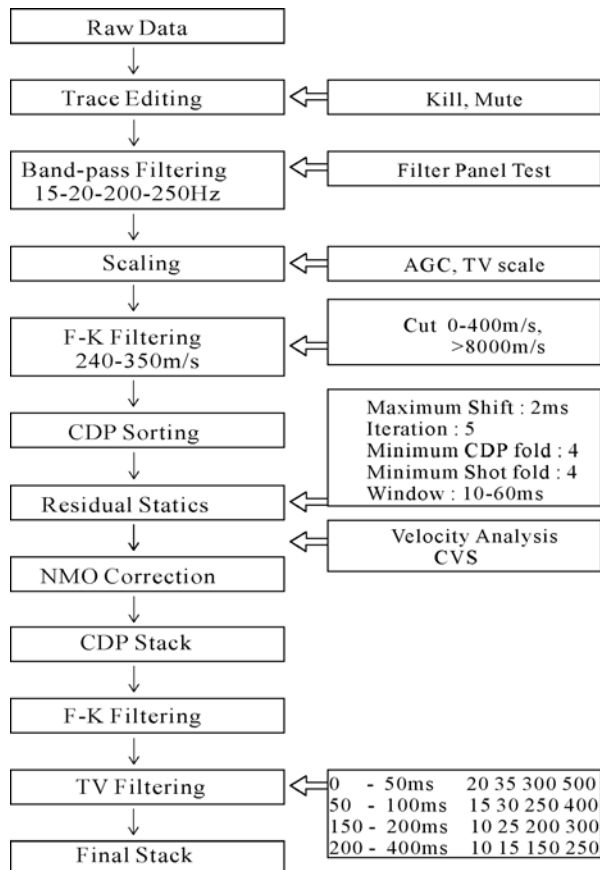 Raw Data
Trace Editing
Kill, Mute
Band-pass Filtering
15-20-200-250Hz
Filter Panel Test
Scaling
AGC, TV scale
F-K Filtering
240-350m/s
Cut 0-400m/s,
>8000m/s
CDP Sorting
Maximum Shift : 2ms
Iteration : 5
Minimum CDP fold : 4
Minimum Shot fold : 4
Window : 10-60ms
Residual Statics
Velocity Analysis
CVS
NMO Correction
CDP Stack
F-K Filtering
TV Filtering
0 - 50ms 20 35 300 500
50 - 100ms 15 30 250 400
150 - 200ms 10 25 200 300
200 - 400ms 10 15 150 250
Final Stack